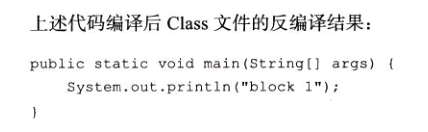 上述代码编译后 Class 文件的反编译结果：
public static void main(String[] args) {
    System.out.println("block 1");
}